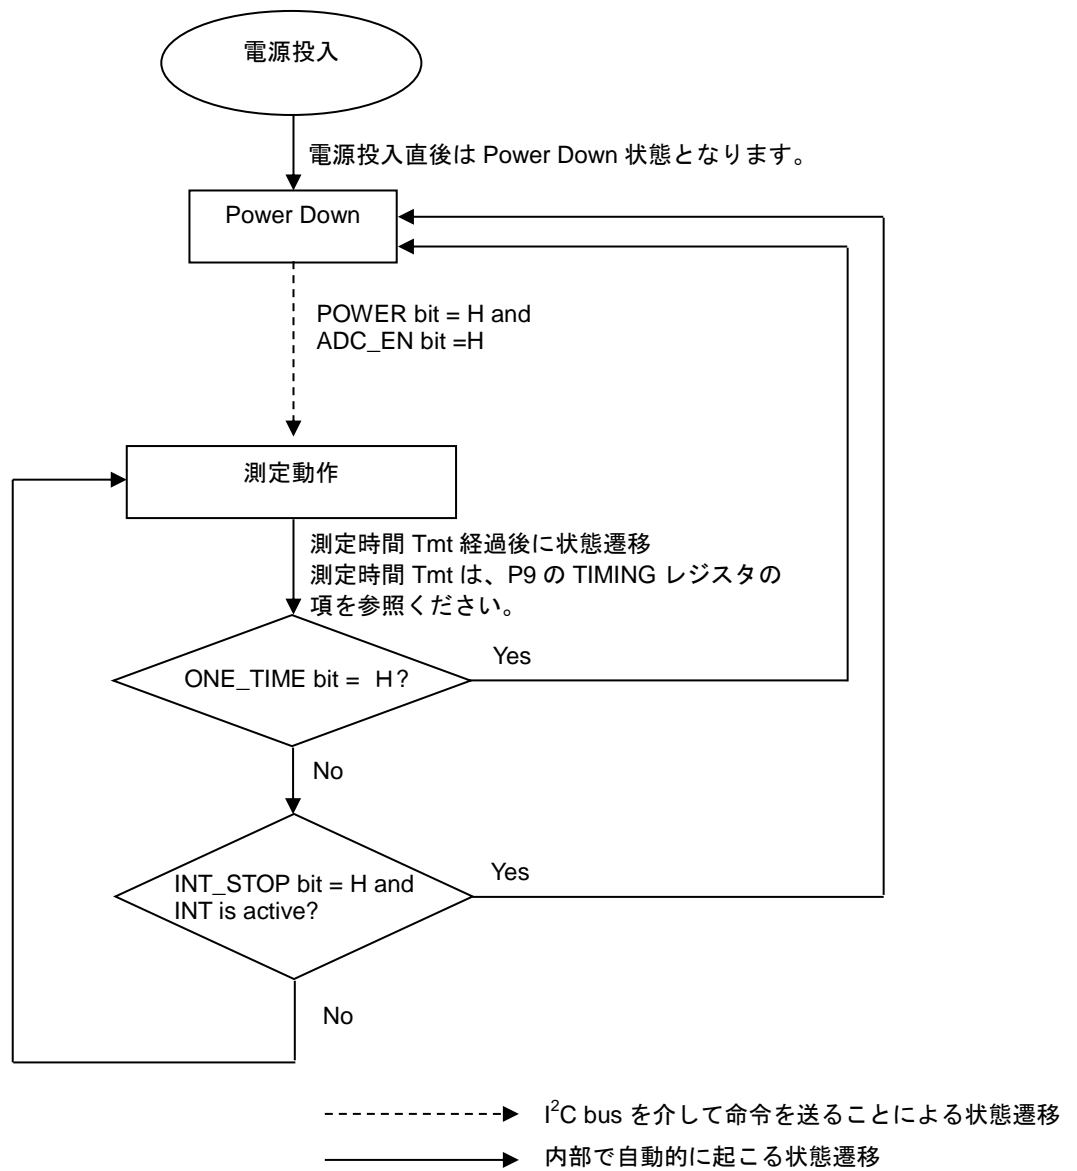 電源投入
電源投入直後は Power Down 状態となります。
Power Down
POWER bit = H and
ADC_EN bit =H
測定動作
測定時間 Tmt 経過後に状態遷移
測定時間 Tmt は、P9 の TIMING レジスタの
項を参照ください。
ONE_TIME bit = H?
Yes
No
INT_STOP bit = H and
INT is active?
Yes
No
I²C bus を介して命令を送ることによる状態遷移
内部で自動的に起こる状態遷移